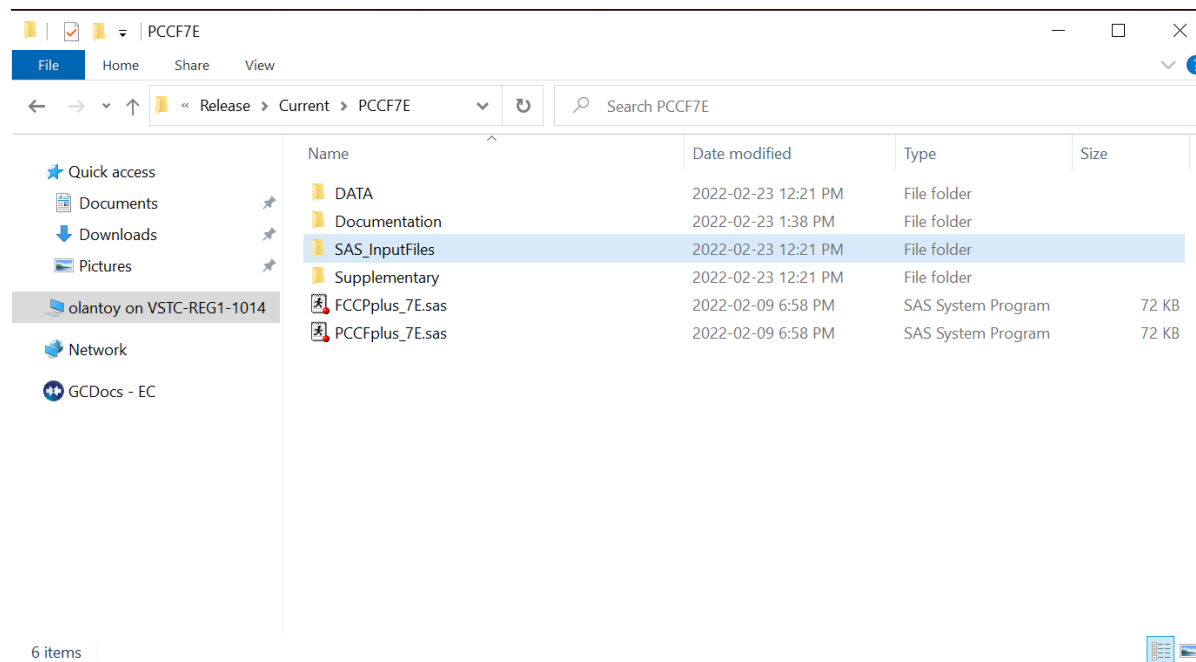 PCCF7E
File Home Share View
« Release > Current > PCCF7E
Search PCCF7E
Name Date modified Type Size
Quick access
Documents
Downloads
Pictures
olantoy on VSTC-REG1-1014
Network
GCDocs - EC
DATA 2022-02-23 12:21 PM File folder
Documentation 2022-02-23 1:38 PM File folder
SAS_InputFiles 2022-02-23 12:21 PM File folder
Supplementary 2022-02-23 12:21 PM File folder
FCCPplus_7E.sas 2022-02-09 6:58 PM SAS System Program 72 KB
PCCFplus_7E.sas 2022-02-09 6:58 PM SAS System Program 72 KB
6 items